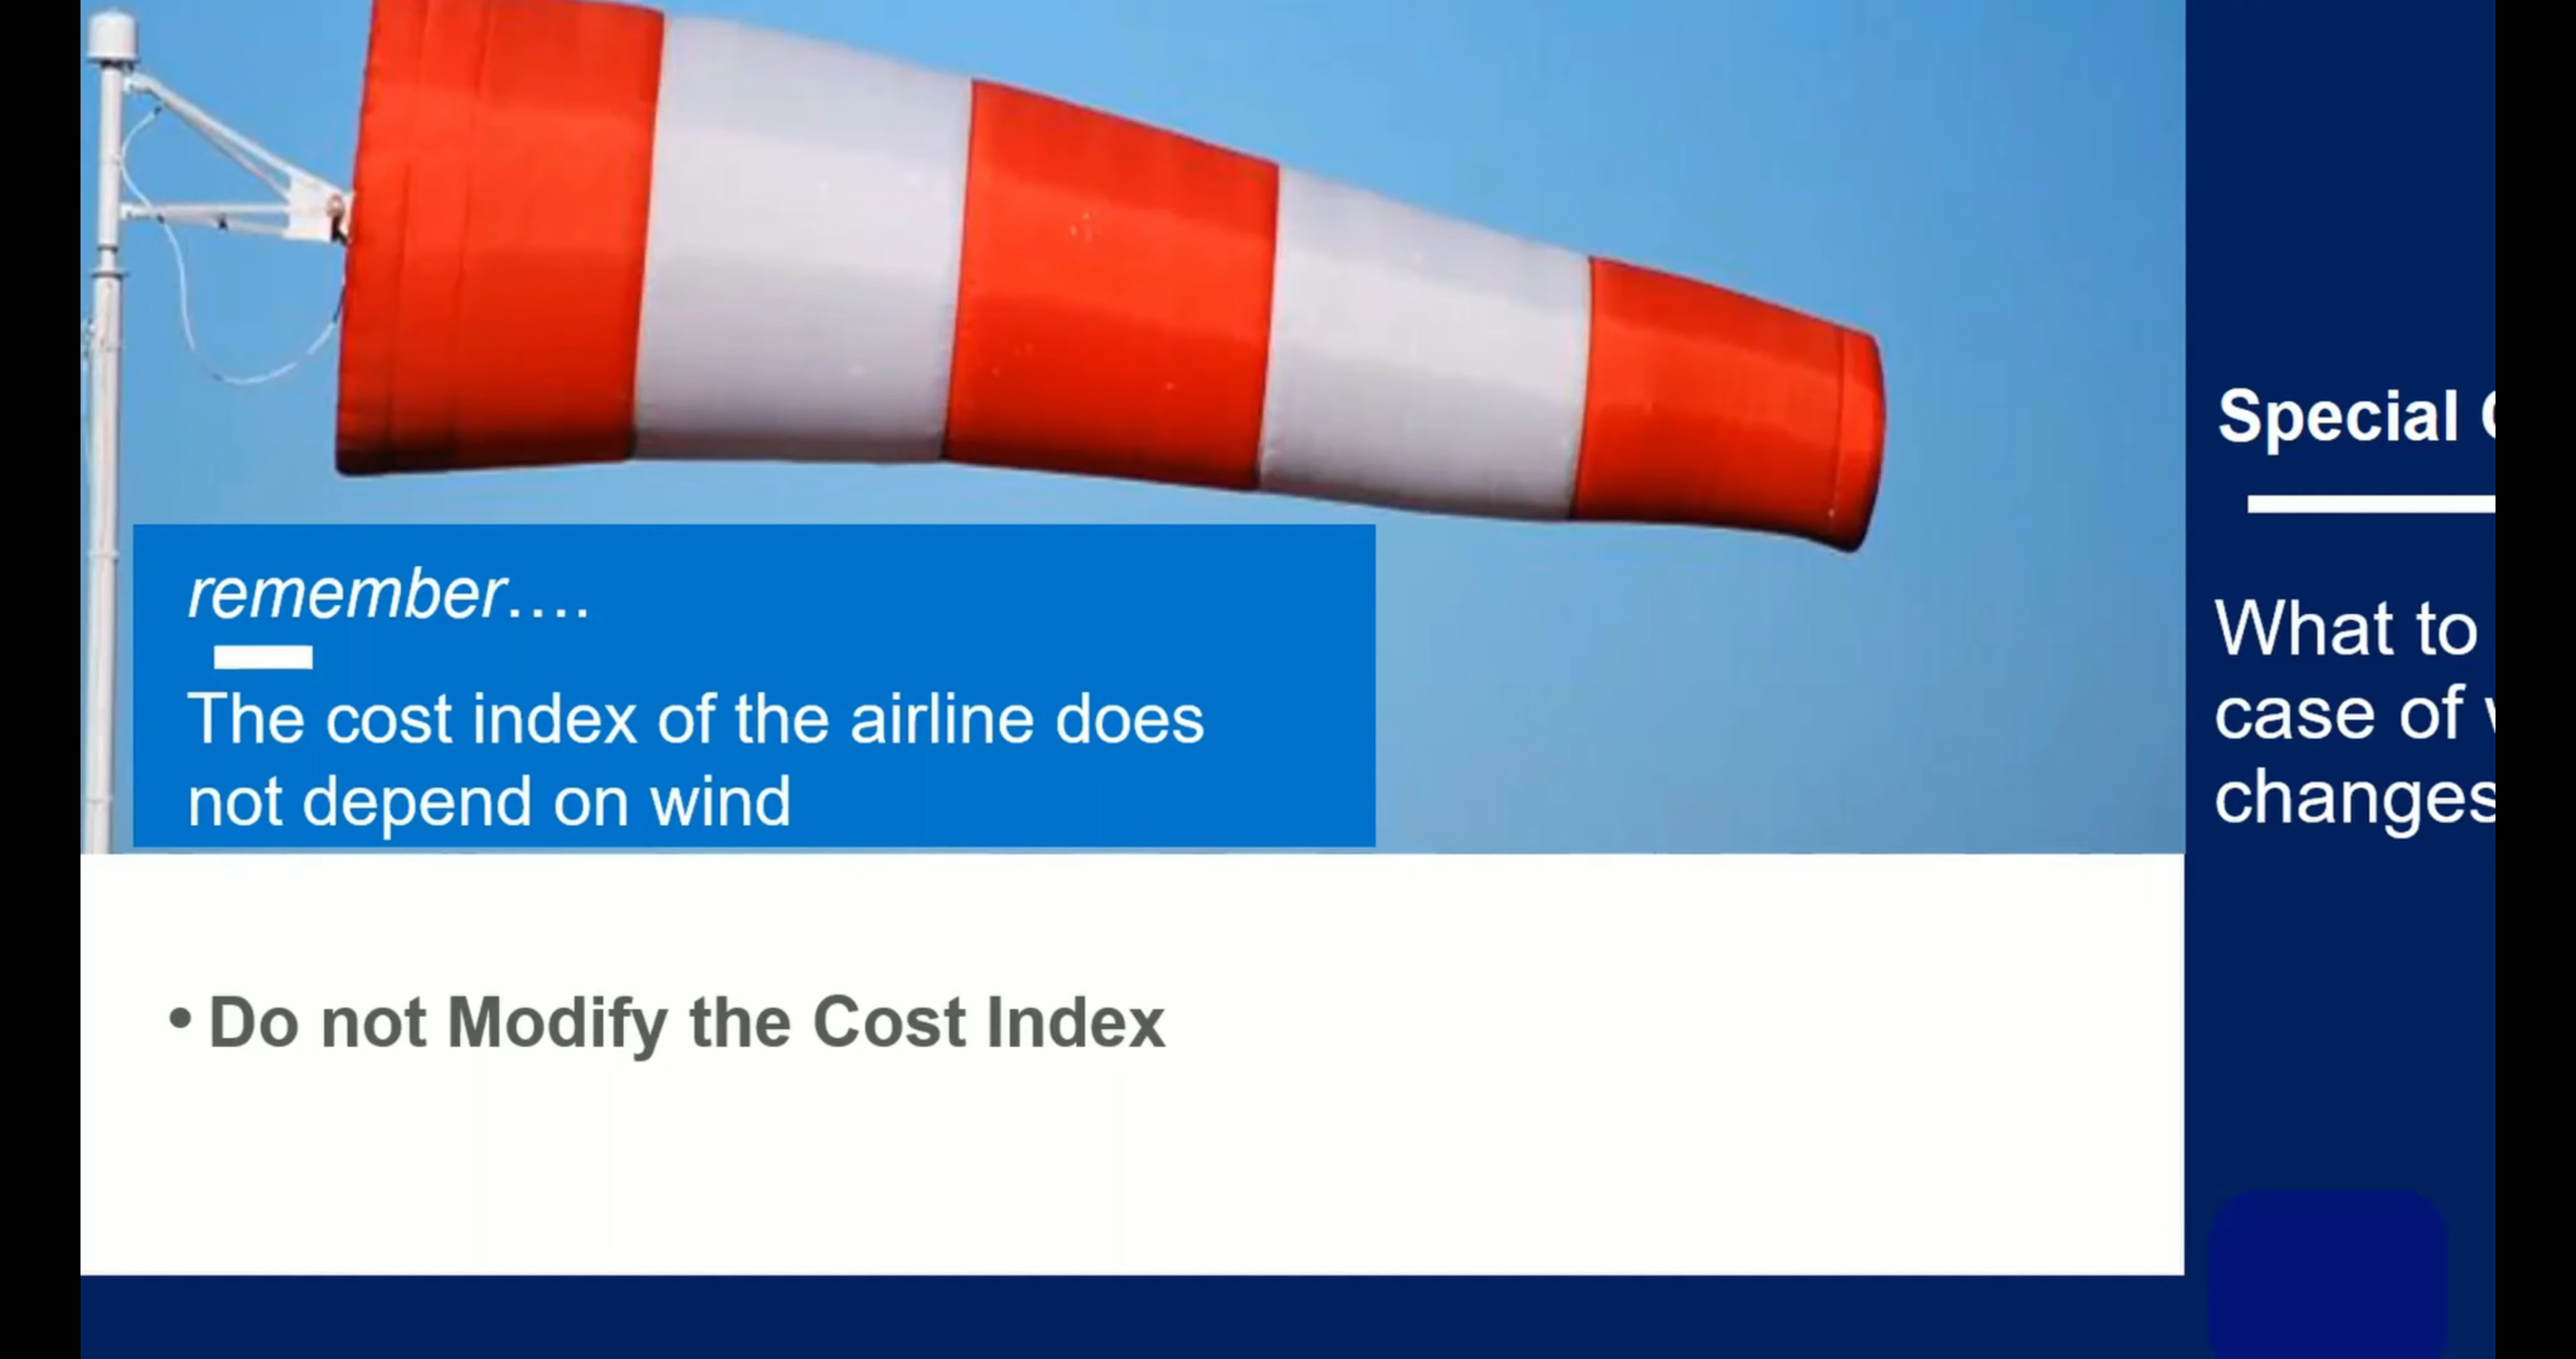 remember....
The cost index of the airline does
not depend on wind
• Do not Modify the Cost Index
Special
What to
case of
changes